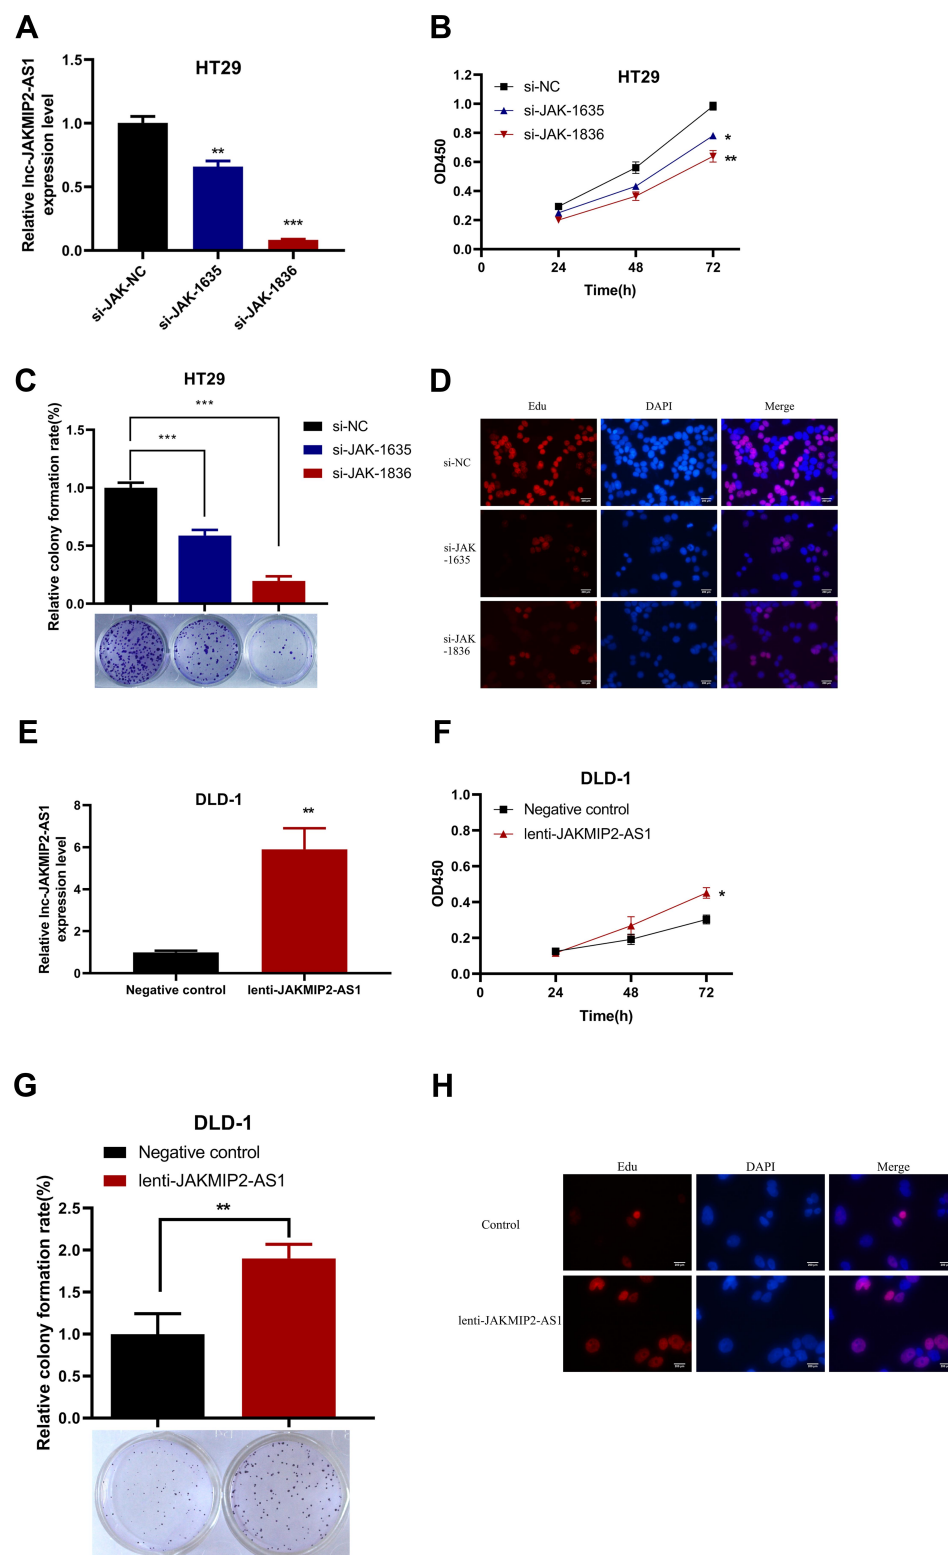 A
HT29
Relative lnc-JAKMIP2-AS1
expression level
1.5
1.0
0.5
0.0
**
***
si-JAK-NC
si-JAK-1635
si-JAK-1836
B
HT29
si-NC
si-JAK-1635
si-JAK-1836
OD450
1.2
1.0
0.8
0.6
0.4
0.2
0.0
*
**
0 24 48 72
Time(h)
C
HT29
Relative colony formation rate(%)
1.5
1.0
0.5
0.0
***
***
si-NC
si-JAK-1635
si-JAK-1836
D
Edu DAPI Merge
si-NC
si-JAK
-1635
si-JAK
-1836
E
DLD-1
Relative lnc-JAKMIP2-AS1
expression level
8
6
4
2
0
**
Negative control lenti-JAKMIP2-AS1
F
DLD-1
Negative control
lenti-JAKMIP2-AS1
OD450
1.0
0.8
0.6
0.4
0.2
0.0
*
0 24 48 72
Time(h)
G
DLD-1
Negative control
lenti-JAKMIP2-AS1
Relative colony formation rate(%)
2.5
2.0
1.5
1.0
0.5
0.0
**
H
Edu DAPI Merge
Control
lenti-JAKMIP2-AS1